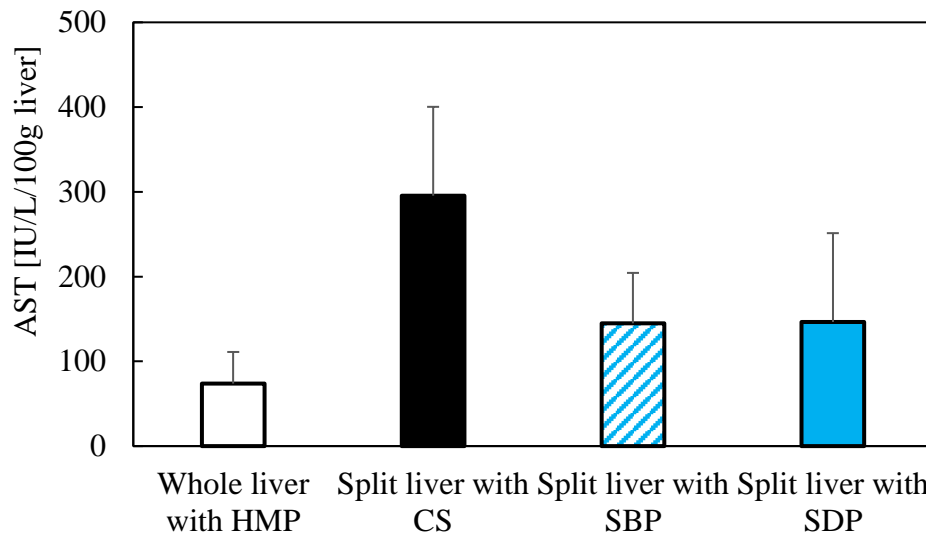 AST [IU/L/100g liver]
500
400
300
200
100
0
Whole liver
with HMP
Split liver with
CS
Split liver with
SBP
Split liver with
SDP